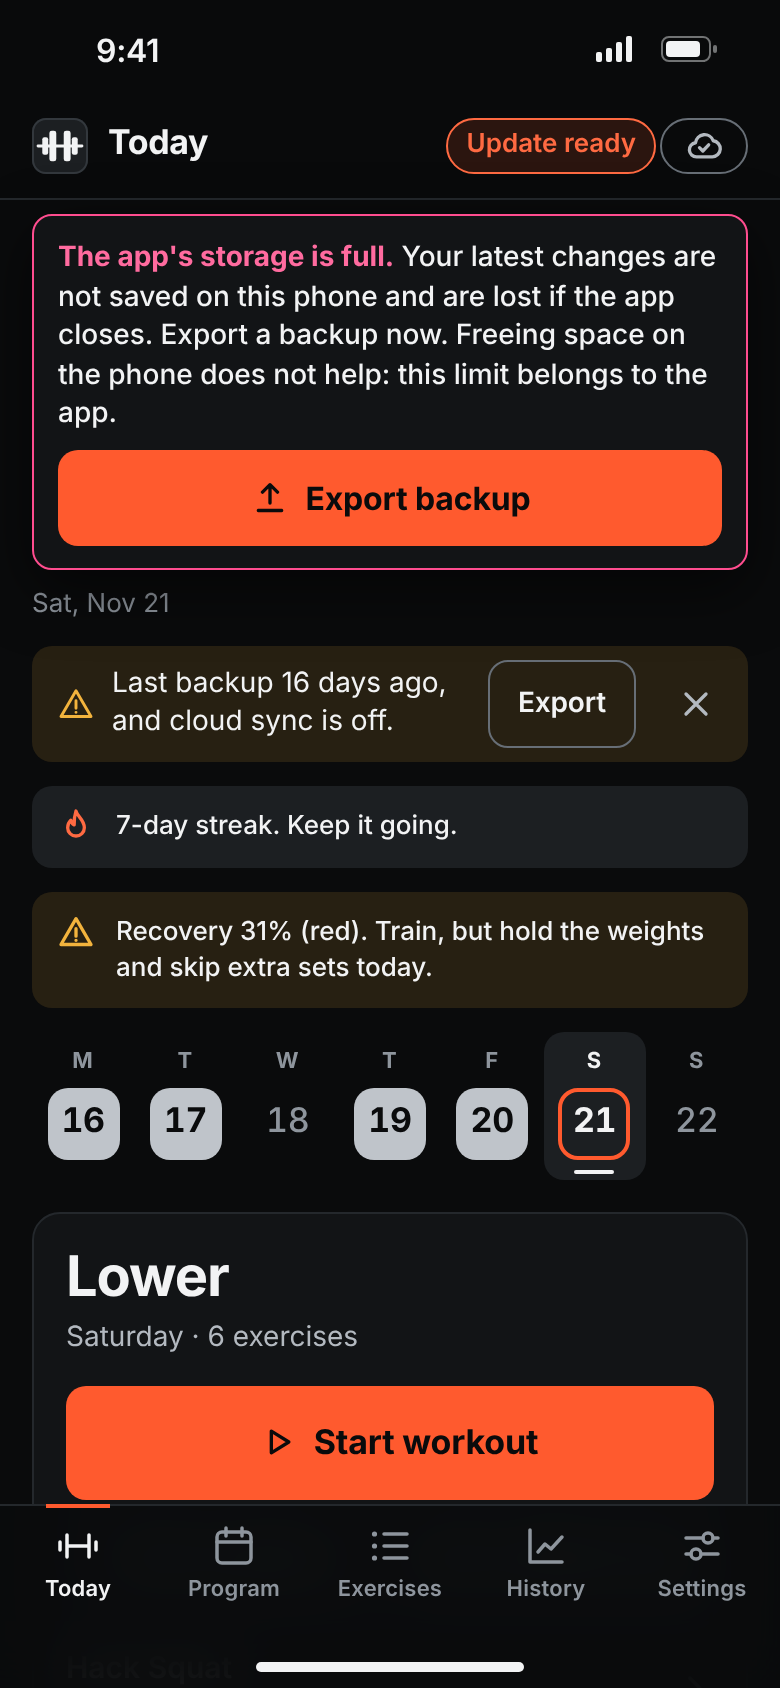 9:41
Today
Update ready
The app's storage is full. Your latest changes are
not saved on this phone and are lost if the app
closes. Export a backup now. Freeing space on
the phone does not help: this limit belongs to the
app.
Export backup
Sat, Nov 21
Last backup 16 days ago,
and cloud sync is off.
Export
7-day streak. Keep it going.
Recovery 31% (red). Train, but hold the weights
and skip extra sets today.
M T W T F S S
16 17 18 19 20 21 22
Lower
Saturday · 6 exercises
Start workout
Today Program Exercises History Settings
Hack Squat